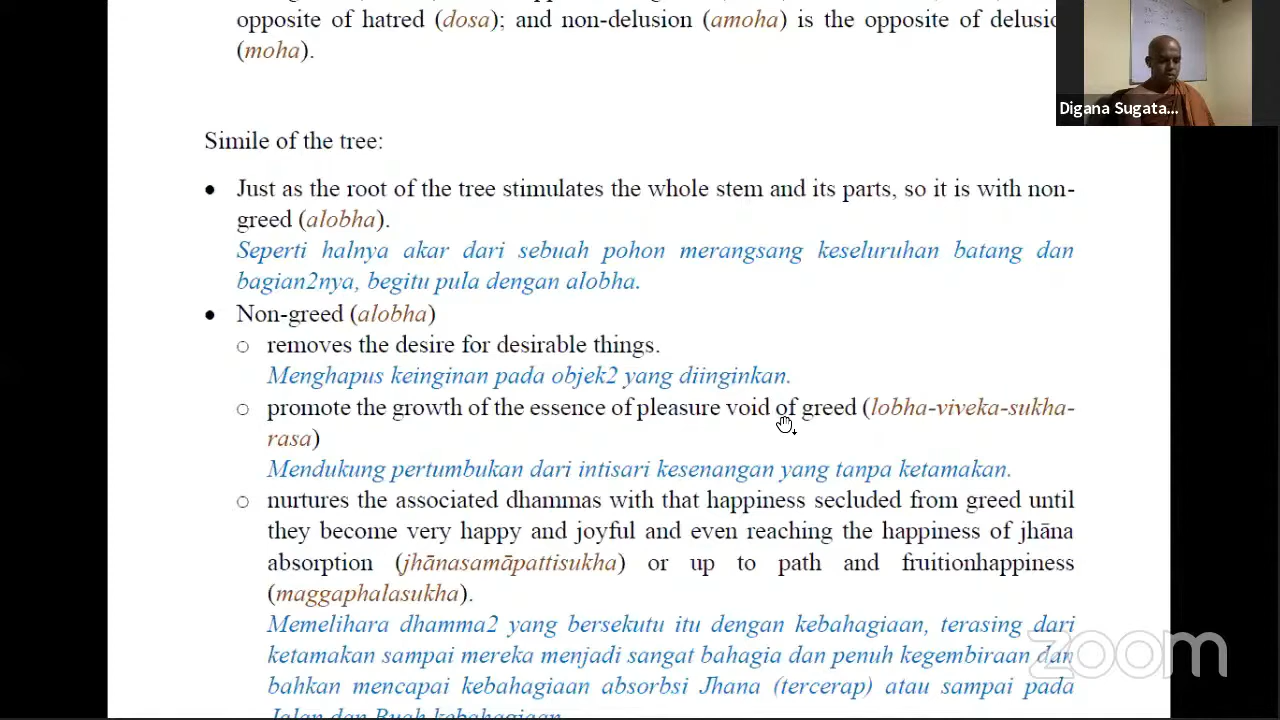 opposite of hatred (dosa); and non-delusion (amoha) is the opposite of
(moha).
Digana Sugata...
Simile of the tree:
• Just as the root of the tree stimulates the whole stem and its parts, so it is with non-
greed (alobha).
Seperti halnya akar dari sebuah pohon merangsang keseluruhan batang dan
bagian2nya, begitu pula dengan alobha.
• Non-greed (alobha)
○ removes the desire for desirable things.
Menghapus keinginan pada objek2 yang diinginkan.
○ promote the growth of the essence of pleasure void of greed (lobha-viveka-sukha-
rasa)
Mendukung pertumbukan dari intisari kesenangan yang tanpa ketamakan.
○ nurtures the associated dhammas with that happiness secluded from greed until
they become very happy and joyful and even reaching the happiness of jhāna
absorption (jhānasamāpattisukha) or up to path and fruitionhappiness
(maggaphalasukha).
Memelihara dhamma2 yang bersekutu itu dengan kebahagiaan, terasing dari
ketamakan sampai mereka menjadi sangat bahagia dan penuh kegembiraan dan
bahkan mencapai kebahagiaan absorbsi Jhana (tercerap) atau sampai pada
Jalan dan Buah kebahagiaan
zoom